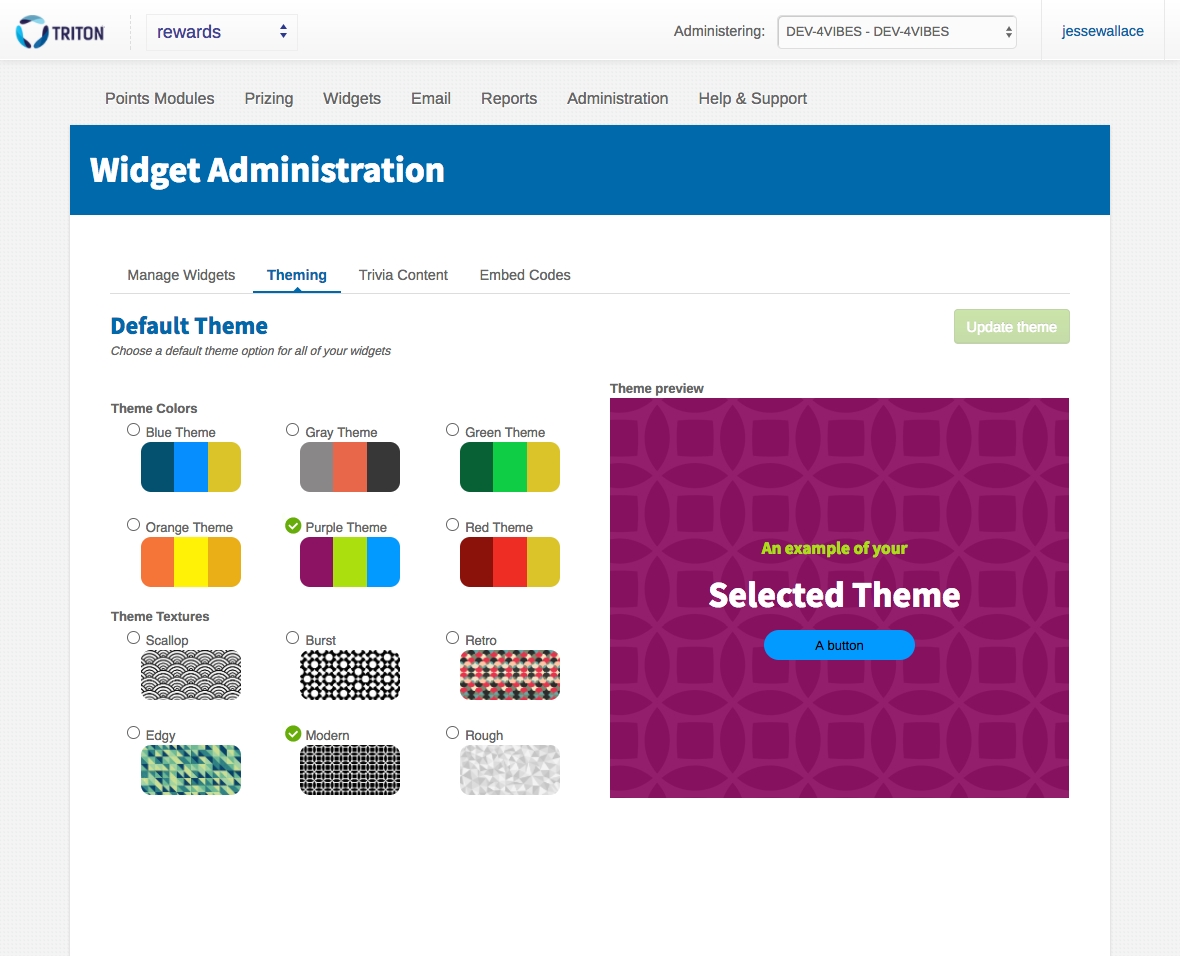 TRITON rewards Administering: DEV-4VIBES - DEV-4VIBES jessewallace
Points Modules Prizing Widgets Email Reports Administration Help & Support
Widget Administration
Manage Widgets Theming Trivia Content Embed Codes
Default Theme Update theme
Choose a default theme option for all of your widgets
Theme Colors
Blue Theme Gray Theme Green Theme
Orange Theme Purple Theme Red Theme
Theme Textures
Scallop Burst Retro
Edgy Modern Rough
Theme preview
An example of your
Selected Theme
A button